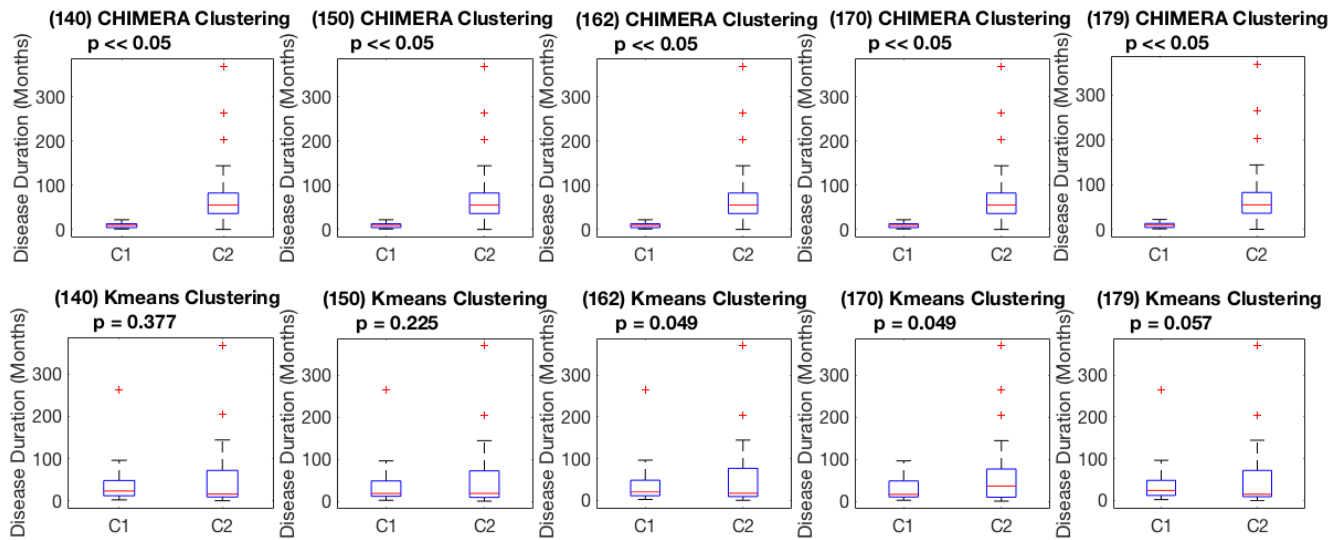 (140) CHIMERA Clustering
p << 0.05
Disease Duration (Months)
300
200
100
0
C1
C2
(150) CHIMERA Clustering
p << 0.05
Disease Duration (Months)
300
200
100
0
C1
C2
(162) CHIMERA Clustering
p << 0.05
Disease Duration (Months)
300
200
100
0
C1
C2
(170) CHIMERA Clustering
p << 0.05
Disease Duration (Months)
300
200
100
0
C1
C2
(179) CHIMERA Clustering
p << 0.05
Disease Duration (Months)
300
200
100
0
C1
C2
(140) Kmeans Clustering
p = 0.377
Disease Duration (Months)
300
200
100
0
C1
C2
(150) Kmeans Clustering
p = 0.225
Disease Duration (Months)
300
200
100
0
C1
C2
(162) Kmeans Clustering
p = 0.049
Disease Duration (Months)
300
200
100
0
C1
C2
(170) Kmeans Clustering
p = 0.049
Disease Duration (Months)
300
200
100
0
C1
C2
(179) Kmeans Clustering
p = 0.057
Disease Duration (Months)
300
200
100
0
C1
C2